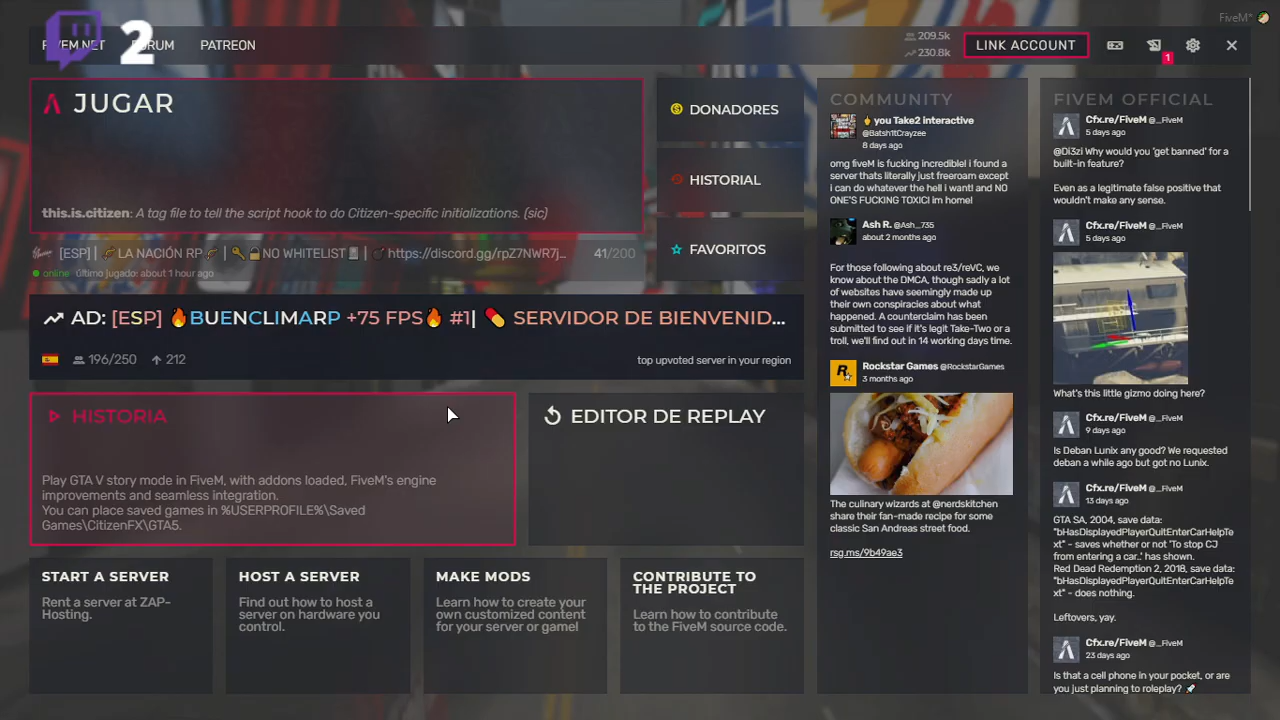 FiveM*
FIVEM.NET
FORUM
PATREON
2
209.5k
230.8k
LINK ACCOUNT
1
JUGAR
this.is.citizen: A tag file to tell the script hook to do Citizen-specific initializations. (sic)
[ESP] | LA NACIÓN RP | NO WHITELIST | https://discord.gg/rpZ7NWR7j...
41/200
online último jugado: about 1 hour ago
DONADORES
HISTORIAL
FAVORITOS
AD: [ESP] 🔥BUENCLIMARP +75 FPS🔥 #1| 💊 SERVIDOR DE BIENVENID...
196/250 212
top upvoted server in your region
HISTORIA
Play GTA V story mode in FiveM, with addons loaded, FiveM's engine
improvements and seamless integration.
You can place saved games in %USERPROFILE%\Saved
Games\CitizenFX\GTA5.
EDITOR DE REPLAY
START A SERVER
Rent a server at ZAP-
Hosting.
HOST A SERVER
Find out how to host a
server on hardware you
control.
MAKE MODS
Learn how to create your
own customized content
for your server or game!
CONTRIBUTE TO
THE PROJECT
Learn how to contribute
to the FiveM source code.
COMMUNITY
you Take2 interactive
@Batsh1tCrayzee
8 days ago
omg fiveM is fucking incredible! i found a
server thats literally just freeroam except
i can do whatever the hell i want! and NO
ONE'S FUCKING TOXIC! im home!
Ash R. @Ash_735
about 2 months ago
For those following about re3/reVC, we
know about the DMCA, though sadly a
lot of websites have seemingly made up
their own conspiracies about what
happened. A counterclaim has been
submitted to see if it's legit Take-Two or a
troll, we'll find out in 14 working days time.
Rockstar Games @RockstarGames
3 months ago
The culinary wizards at @nerdskitchen
share their fan-made recipe for some
classic San Andreas street food.
rsg.ms/9b49ae3
FIVEM OFFICIAL
Cfx.re/FiveM @_FiveM
5 days ago
@Di3zi Why would you 'get banned' for a
built-in feature?
Even as a legitimate false positive that
wouldn't make any sense.
Cfx.re/FiveM @_FiveM
5 days ago
What's this little gizmo doing here?
Cfx.re/FiveM @_FiveM
9 days ago
Is Deban Lunix any good? We requested
deban a while ago but got no Lunix.
Cfx.re/FiveM @_FiveM
13 days ago
GTA SA, 2004, save data:
"bHasDisplayedPlayerQuitEnterCarHelpTe
xt" - saves whether or not 'To stop CJ
from entering a car..' has shown.
Red Dead Redemption 2, 2018, save data:
"bHasDisplayedPlayerQuitEnterCarHelpTe
xt" - does nothing.
Leftovers, yay.
Cfx.re/FiveM @_FiveM
23 days ago
Is that a cell phone in your pocket, or are
you just planning to roleplay? 🚀